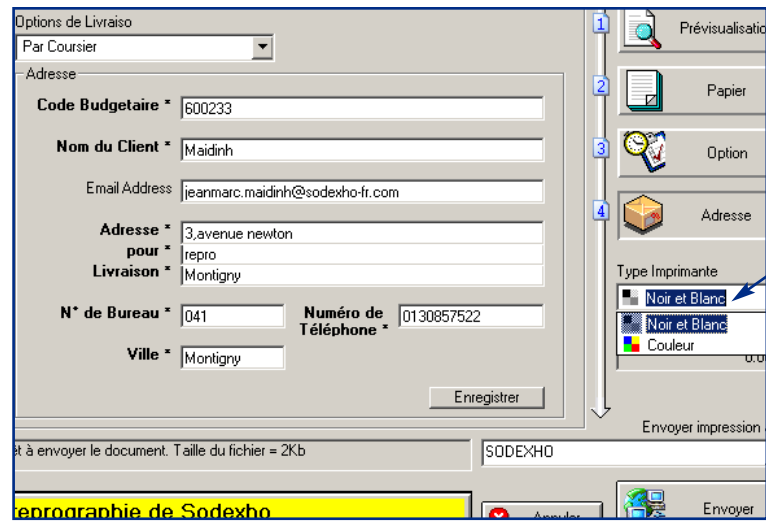 Options de Livraiso
Par Coursier
Adresse
Code Budgetaire * 600233
Nom du Client * Maidinh
Email Address jeanmarc.maidinh@sodexho-fr.com
Adresse * 3,avenue newton
pour * repro
Livraison * Montigny
N° de Bureau * 041
Numéro de Téléphone * 0130857522
Ville * Montigny
Enregistrer
1 Prévisualisatio
2 Papier
3 Option
4 Adresse
Type Imprimante
Noir et Blanc
Noir et Blanc
Couleur
Envoyer impression
êt à envoyer le document. Taille du fichier = 2Kb
SODEXHO
reprographie de Sodexho
Annuler
Envoyer